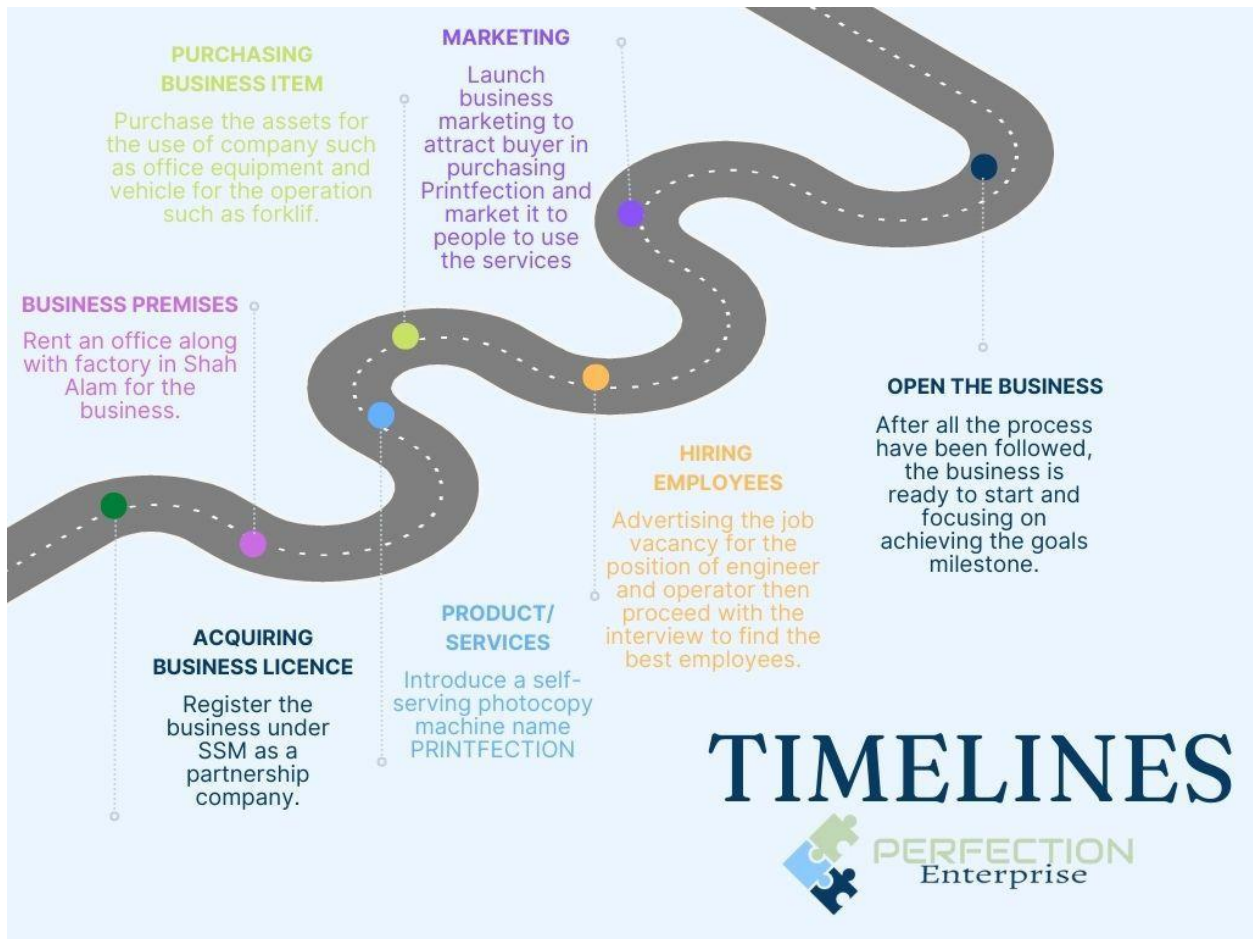 PURCHASING
BUSINESS ITEM
Purchase the assets for
the use of company such
as office equipment and
vehicle for the operation
such as forklif.
MARKETING
Launch
business
marketing to
attract buyer in
purchasing
Printfection and
market it to
people to use
the services
BUSINESS PREMISES
Rent an office along
with factory in Shah
Alam for the
business.
OPEN THE BUSINESS
After all the process
have been followed,
the business is
ready to start and
focusing on
achieving the goals
milestone.
HIRING
EMPLOYEES
Advertising the job
vacancy for the
position of engineer
and operator then
proceed with the
interview to find the
best employees.
ACQUIRING
BUSINESS LICENCE
Register the
business under
SSM as a
partnership
company.
PRODUCT/
SERVICES
Introduce a self-
serving photocopy
machine name
PRINTFECTION
TIMELINES
PERFECTION
Enterprise